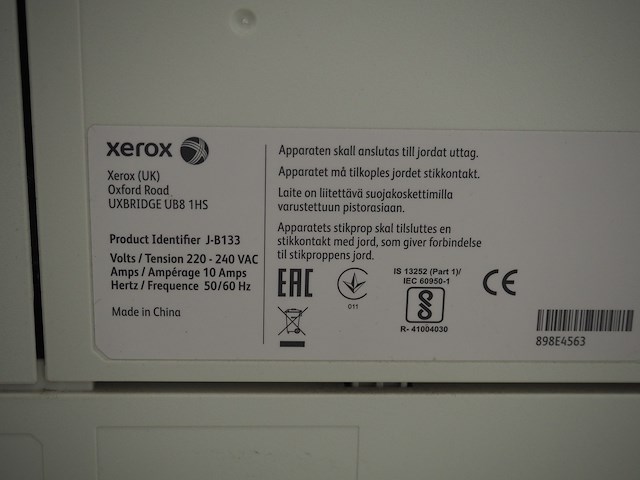 xerox
Xerox (UK)
Oxford Road
UXBRIDGE UB8 1HS
Product Identifier J-B133
Volts / Tension 220 - 240 VAC
Amps / Ampérage 10 Amps
Hertz / Frequence 50/60 Hz
Made in China
Apparaten skall anslutas till jordat uttag.
Apparatet må tilkoples jordet stikkontakt.
Laite on liitettävä suojakoskettimilla
varustettuun pistorasiaan.
Apparatets stikprop skal tilsluttes en
stikkontakt med jord, som giver forbindelse
til stikproppens jord.
EAC
011
IS 13252 (Part 1)/
IEC 60950-1
R- 41004030
CE
898E4563